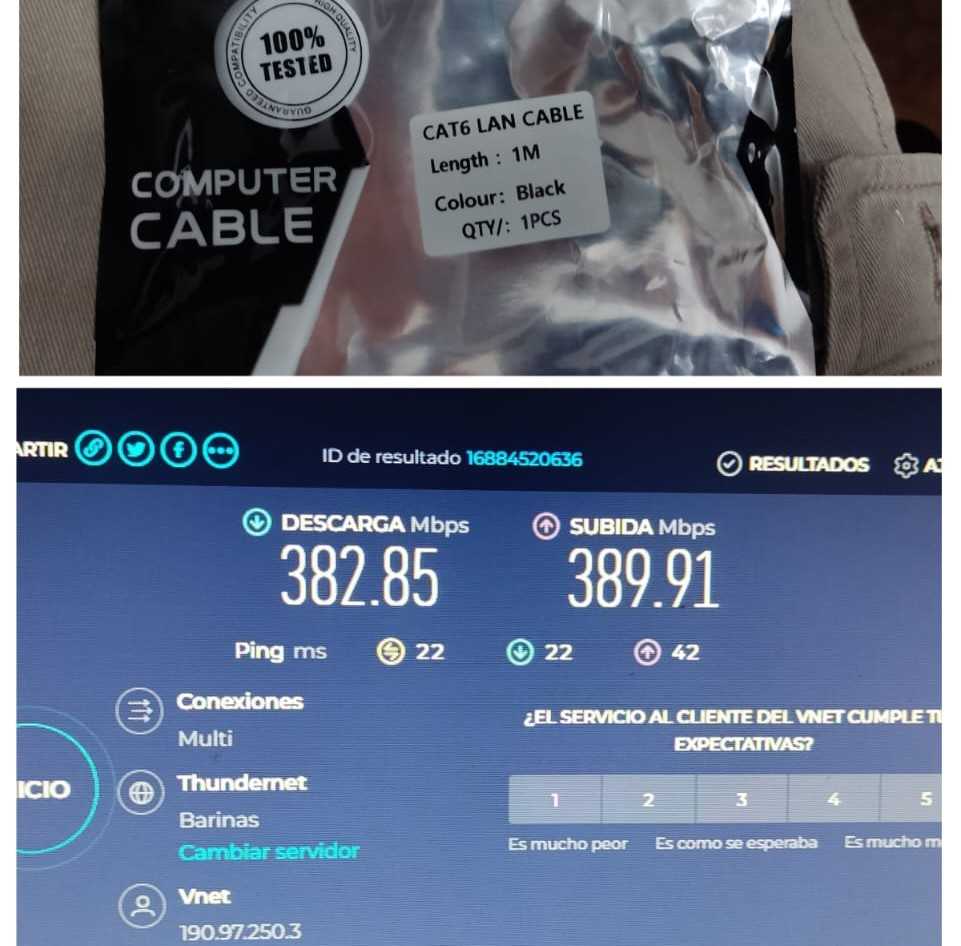 HIGH QUALITY
GUARANTEED COMPATIBILITY
100%
TESTED
COMPUTER
CABLE
CAT6 LAN CABLE
Length : 1M
Colour: Black
QTY/: 1PCS
ARTIR
ID de resultado 16884520636
RESULTADOS
DESCARGA Mbps
SUBIDA Mbps
382.85
389.91
Ping ms 22 22 42
Conexiones
Multi
¿EL SERVICIO AL CLIENTE DEL VNET CUMPLE
EXPECTATIVAS?
ICIO
Thundernet
Barinas
Cambiar servidor
1 2 3 4 5
Es mucho peor Es como se esperaba Es mucho
Vnet
190.97.250.3